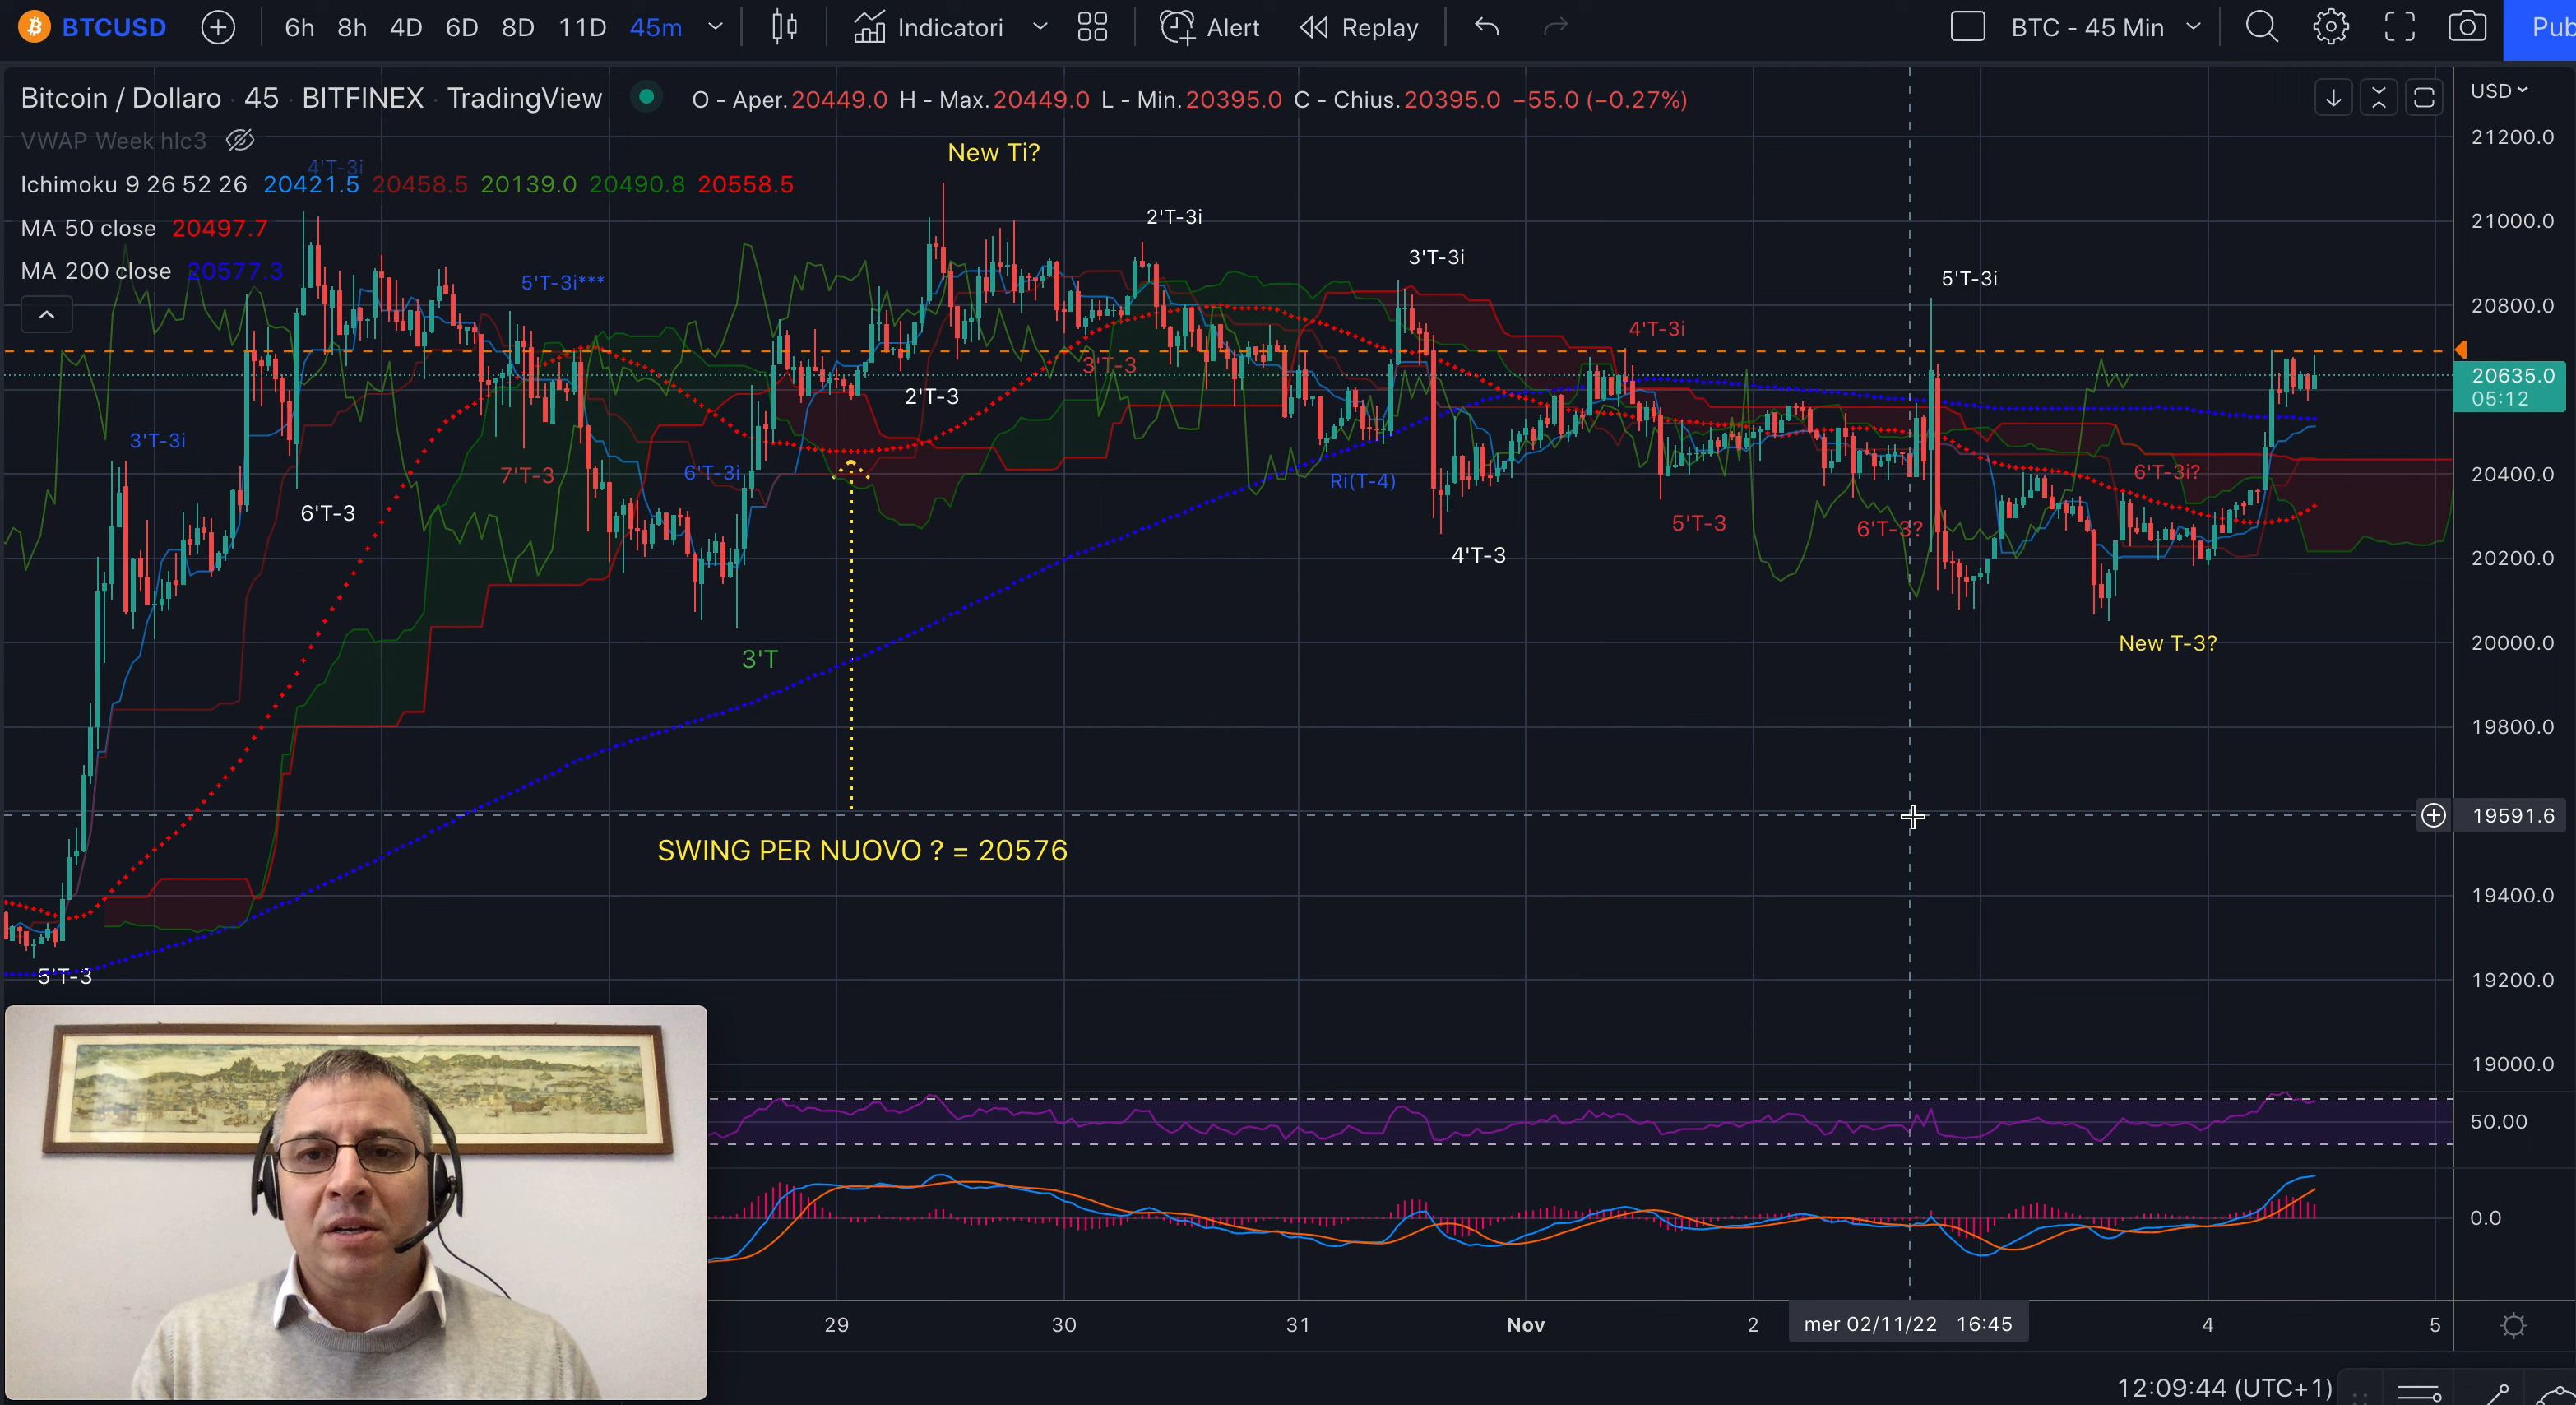 BTCUSD 6h 8h 4D 6D 8D 11D 45m Indicatori Alert Replay BTC - 45 Min Pub
Bitcoin / Dollaro · 45 · BITFINEX · TradingView O - Aper.20449.0 H - Max.20449.0 L - Min.20395.0 C - Chius.20395.0 −55.0 (−0.27%)
USD
VWAP Week hlc3
Ichimoku 9 26 52 26 20421.5 20458.5 20139.0 20490.8 20558.5
MA 50 close 20497.7
MA 200 close 20577.3
4'T-3i
New Ti?
2'T-3i
3'T-3i
5'T-3i
5'T-3i***
4'T-3i
3'T-3
2'T-3
3'T-3i
7'T-3
6'T-3i
Ri(T-4)
6'T-3i?
6'T-3
5'T-3
6'T-3?
4'T-3
3'T
New T-3?
SWING PER NUOVO ? = 20576
5'T-3
21200.0
21000.0
20800.0
20635.0
05:12
20400.0
20200.0
20000.0
19800.0
19591.6
19400.0
19200.0
19000.0
50.00
0.0
29 30 31 Nov 2 mer 02/11/22 16:45 4 5
12:09:44 (UTC+1)